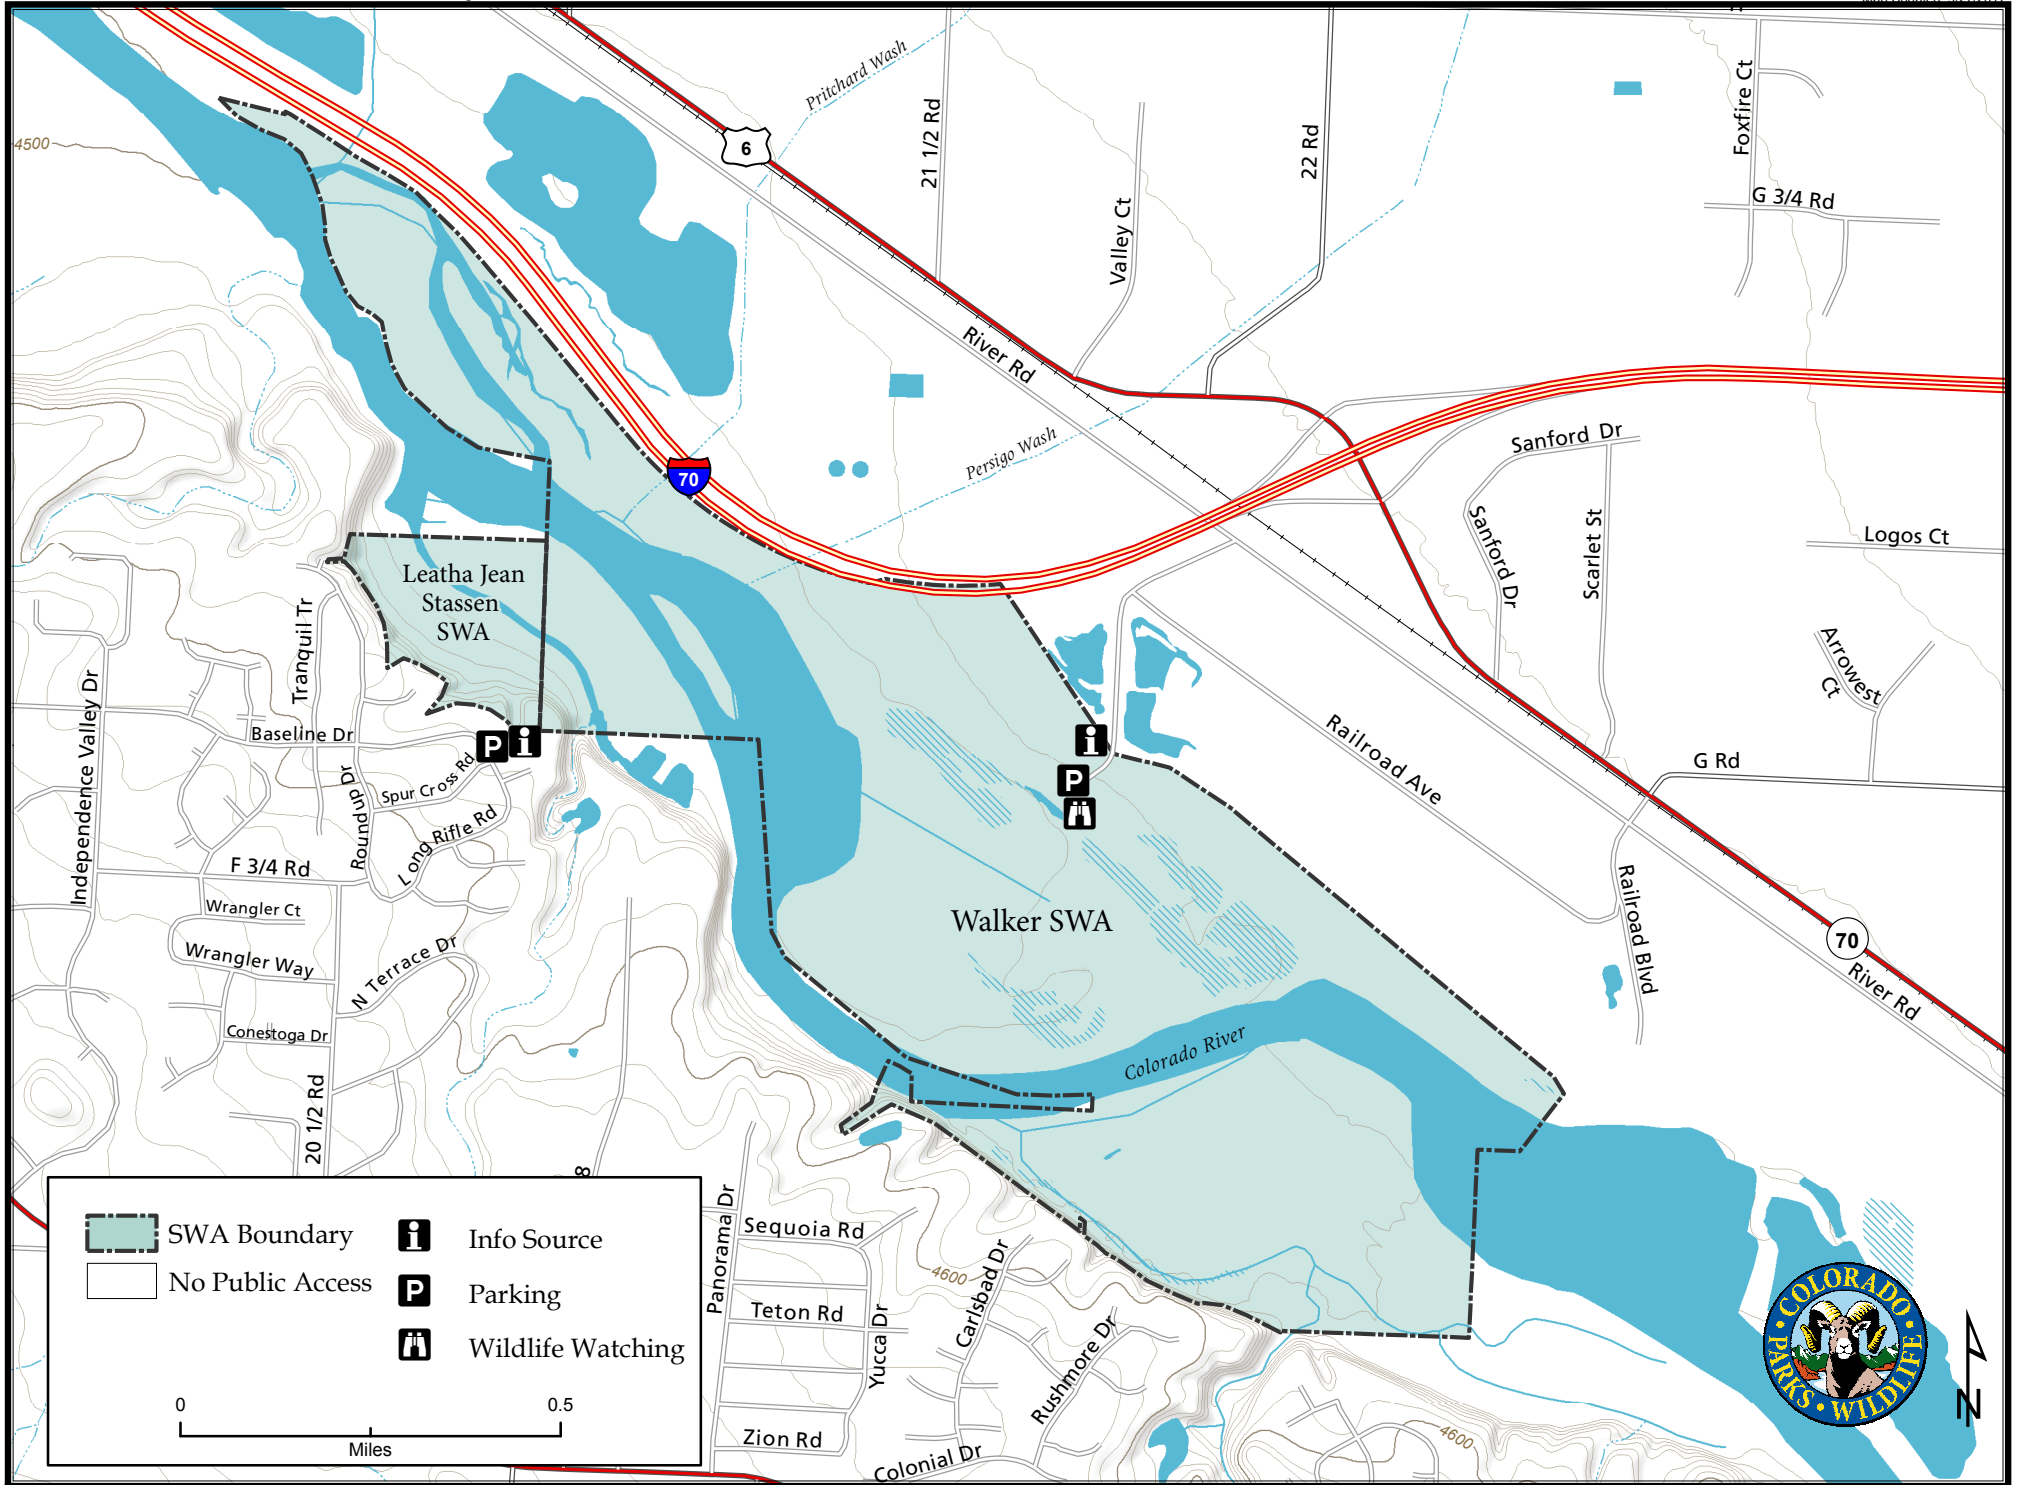 4500
Pritchard Wash
6
21 1/2 Rd
Valley Ct
22 Rd
Foxfire Ct
G 3/4 Rd
River Rd
Persigo Wash
70
Sanford Dr
Sanford Dr
Scarlet St
Logos Ct
Arrowest
Ct
Leatha Jean
Stassen
SWA
Tranquil Tr
Independence Valley Dr
Baseline Dr
P
i
Spur Cross Rd
Roundup Dr
Long Rifle Rd
F 3/4 Rd
Wrangler Ct
Wrangler Way
N Terrace Dr
Conestoga Dr
20 1/2 Rd
i
P
Railroad Ave
G Rd
Railroad Blvd
70
River Rd
Walker SWA
Colorado River
8
Panorama Dr
Sequoia Rd
Teton Rd
Yucca Dr
Zion Rd
4600
Carlsbad Dr
Rushmore Dr
Colonial Dr
4600
SWA Boundary
No Public Access
i
Info Source
P
Parking
Wildlife Watching
0
0.5
Miles
COLORADO
PARKS • WILDLIFE
N